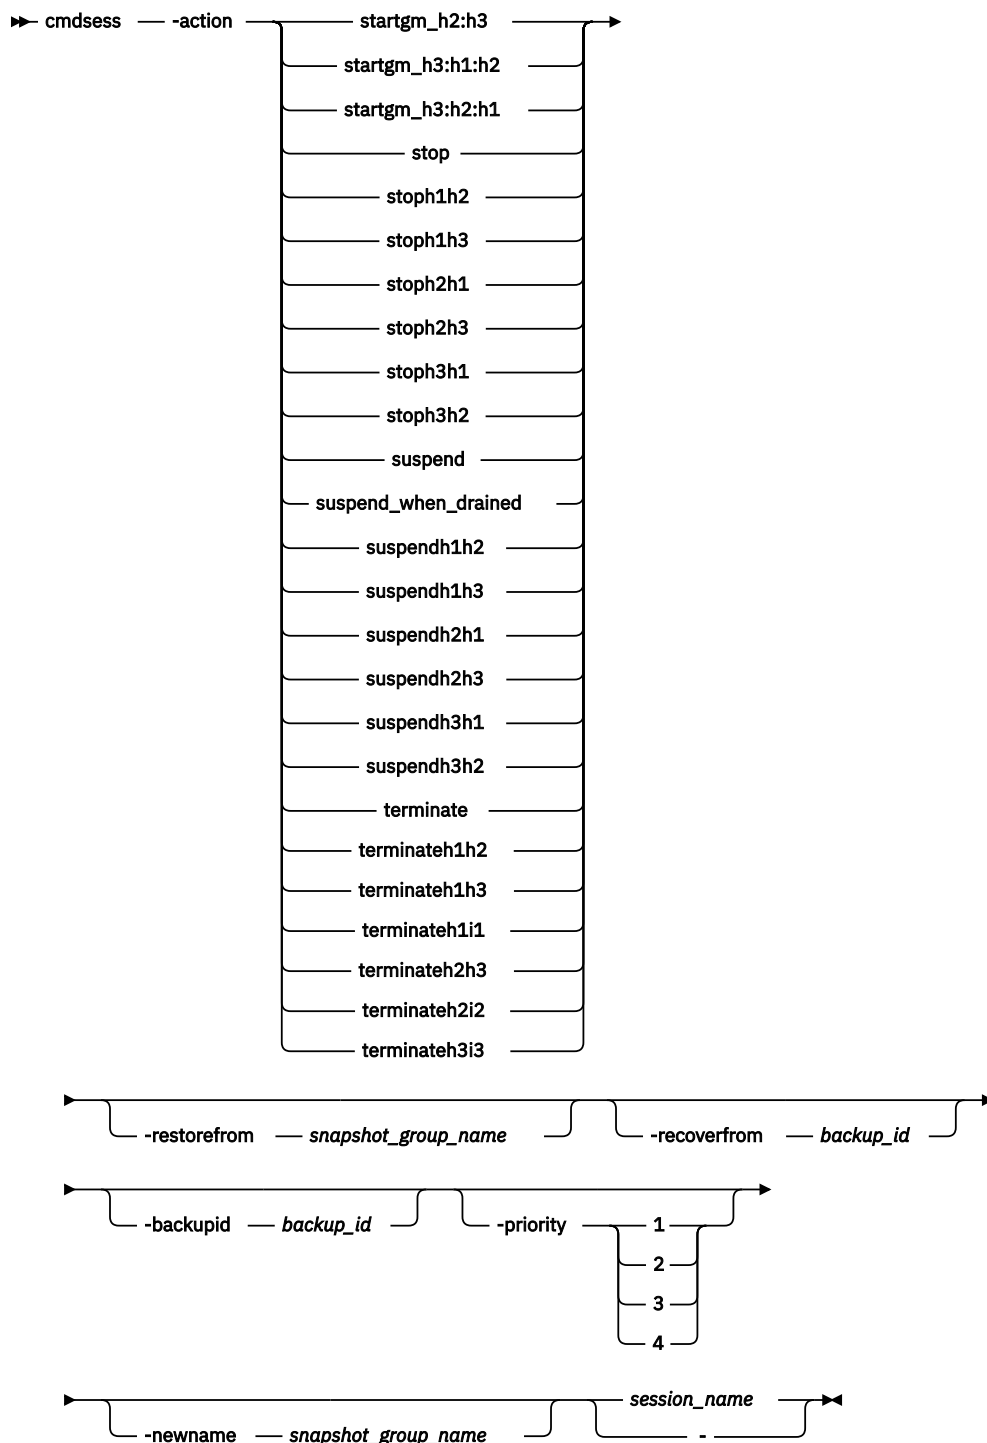 cmdsess -action startgm_h2:h3
startgm_h3:h1:h2
startgm_h3:h2:h1
stop
stoph1h2
stoph1h3
stoph2h1
stoph2h3
stoph3h1
stoph3h2
suspend
suspend_when_drained
suspendh1h2
suspendh1h3
suspendh2h1
suspendh2h3
suspendh3h1
suspendh3h2
terminate
terminateh1h2
terminateh1h3
terminateh1i1
terminateh2h3
terminateh2i2
terminateh3i3
-restorefrom snapshot_group_name -recoverfrom backup_id
-backupid backup_id -priority 1
2
3
4
session_name
-newname snapshot_group_name -